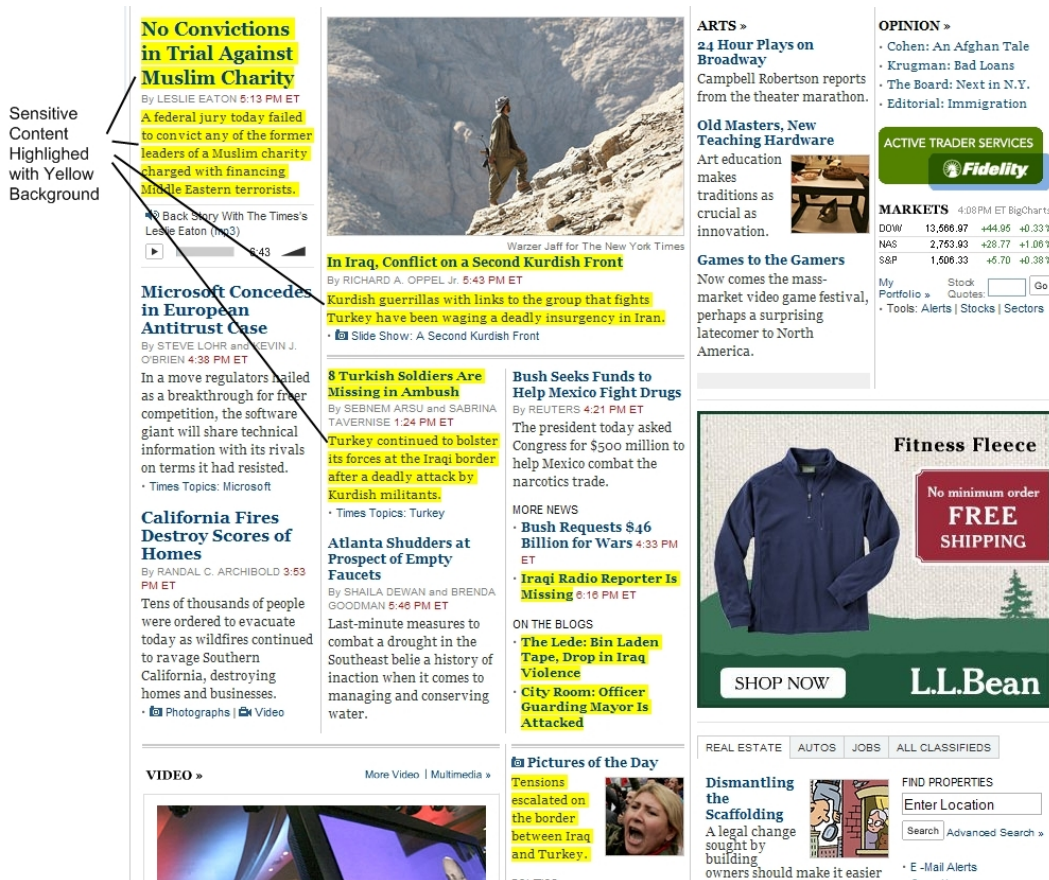 Sensitive
Content
Highlighed
with Yellow
Background
No Convictions
in Trial Against
Muslim Charity
By LESLIE EATON 5:13 PM ET
A federal jury today failed
to convict any of the former
leaders of a Muslim charity
charged with financing
Middle Eastern terrorists.
Back Story With The Times's
Leslie Eaton (mp3)
6:43
Microsoft Concedes
in European
Antitrust Case
By STEVE LOHR and KEVIN J.
O'BRIEN 4:38 PM ET
In a move regulators hailed
as a breakthrough for freer
competition, the software
giant will share technical
information with its rivals
on terms it had resisted.
· Times Topics: Microsoft
California Fires
Destroy Scores of
Homes
By RANDAL C. ARCHIBOLD 3:53
PM ET
Tens of thousands of people
were ordered to evacuate
today as wildfires continued
to ravage Southern
California, destroying
homes and businesses.
· Photographs | Video
Warzer Jaff for The New York Times
In Iraq, Conflict on a Second Kurdish Front
By RICHARD A. OPPEL Jr. 5:43 PM ET
Kurdish guerrillas with links to the group that fights
Turkey have been waging a deadly insurgency in Iran.
· Slide Show: A Second Kurdish Front
8 Turkish Soldiers Are
Missing in Ambush
By SEBNEM ARSU and SABRINA
TAVERNISE 1:24 PM ET
Turkey continued to bolster
its forces at the Iraqi border
after a deadly attack by
Kurdish militants.
· Times Topics: Turkey
Atlanta Shudders at
Prospect of Empty
Faucets
By SHAILA DEWAN and BRENDA
GOODMAN 5:46 PM ET
Last-minute measures to
combat a drought in the
Southeast belie a history of
inaction when it comes to
managing and conserving
water.
Bush Seeks Funds to
Help Mexico Fight Drugs
By REUTERS 4:21 PM ET
The president today asked
Congress for $500 million to
help Mexico combat the
narcotics trade.
MORE NEWS
· Bush Requests $46
Billion for Wars 4:33 PM
ET
· Iraqi Radio Reporter Is
Missing 6:16 PM ET
ON THE BLOGS
· The Lede: Bin Laden
Tape, Drop in Iraq
Violence
· City Room: Officer
Guarding Mayor Is
Attacked
VIDEO »
More Video | Multimedia »
Pictures of the Day
Tensions
escalated on
the border
between Iraq
and Turkey.
ARTS »
24 Hour Plays on
Broadway
Campbell Robertson reports
from the theater marathon.
Old Masters, New
Teaching Hardware
Art education
makes
traditions as
crucial as
innovation.
Games to the Gamers
Now comes the mass-
market video game festival,
perhaps a surprising
latecomer to North
America.
OPINION »
· Cohen: An Afghan Tale
· Krugman: Bad Loans
· The Board: Next in N.Y.
· Editorial: Immigration
ACTIVE TRADER SERVICES
Fidelity
MARKETS 4:08PM ET BigCharts
DOW 13,566.97 +44.95 +0.33%
NAS 2,753.93 +28.77 +1.06%
S&P 1,506.33 +5.70 +0.38%
My
Portfolio »
Stock
Quotes:
Go
· Tools: Alerts | Stocks | Sectors
Fitness Fleece
No minimum order
FREE
SHIPPING
SHOP NOW
L.L.Bean
REAL ESTATE AUTOS JOBS ALL CLASSIFIEDS
Dismantling
the
Scaffolding
A legal change
sought by
building
owners should make it easier
FIND PROPERTIES
Enter Location
Search Advanced Search »
· E-Mail Alerts